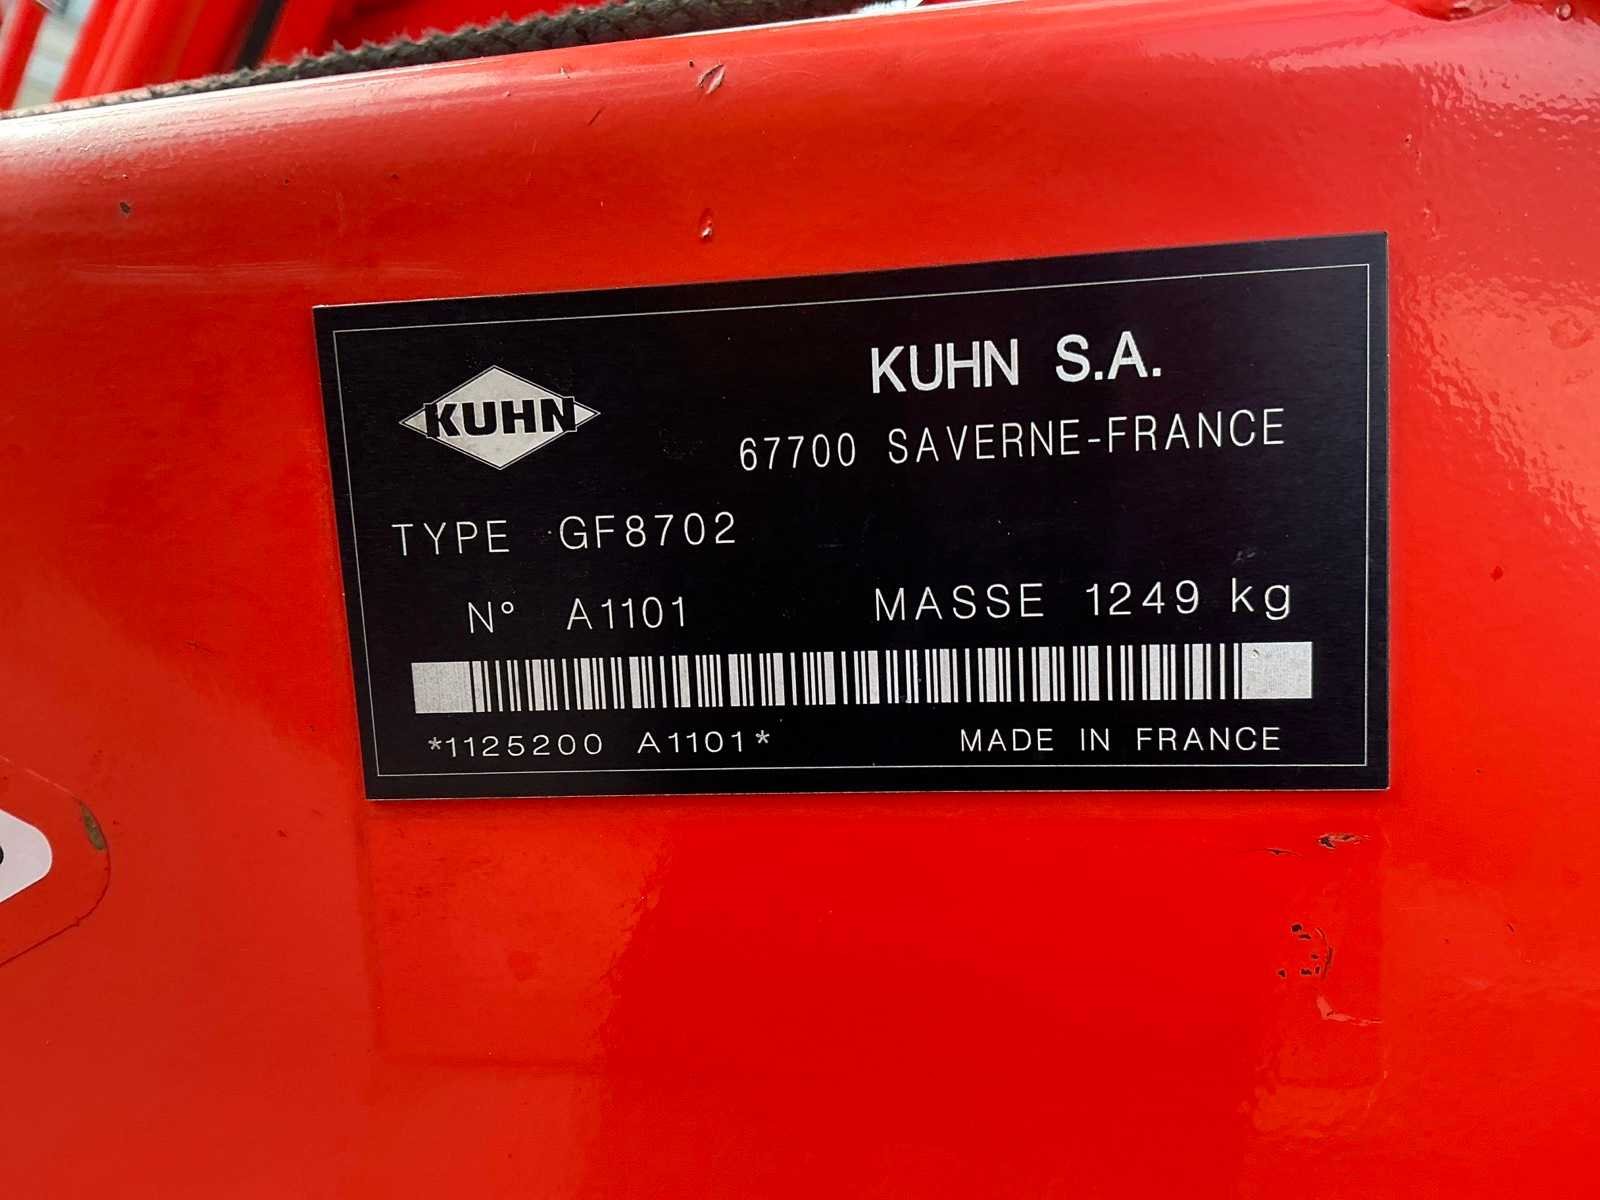 KUHN
KUHN S.A.
67700 SAVERNE-FRANCE
TYPE GF8702
N° A1101 MASSE 1249 kg
*1125200 A1101* MADE IN FRANCE